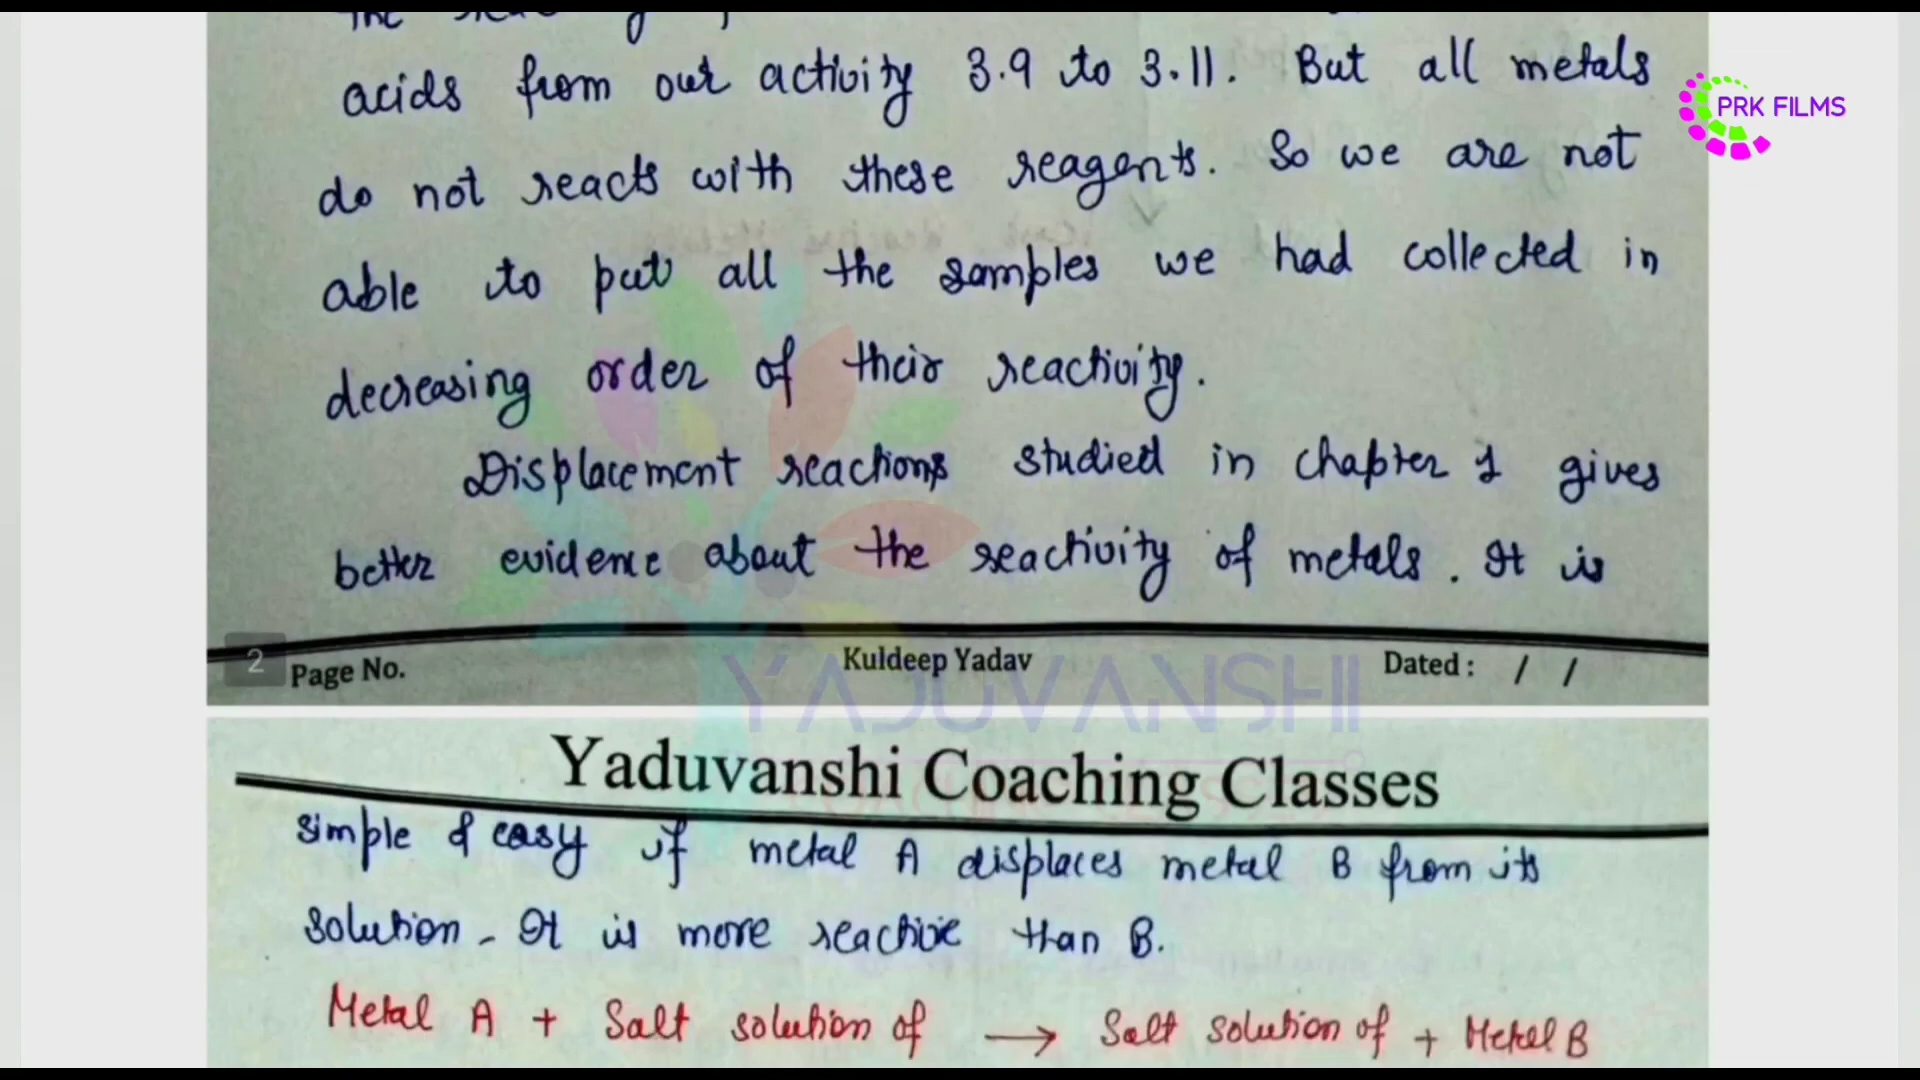 acids from our activity 3.9 to 3.11. But all metals
PRK FILMS
do not reacts with these reagents. So we are not
able to put all the samples we had collected in
decreasing order of their reactivity.
Displacement reactions studied in chapter 1 gives
better evidence about the reactivity of metals. It is
2
Page No.
Kuldeep Yadav
Dated : / /
YADUVANSHI
Yaduvanshi Coaching Classes
simple & easy if metal A displaces metal B from its
solution. It is more reactive than B.
Metal A + Salt solution of → Salt solution of + Metal B